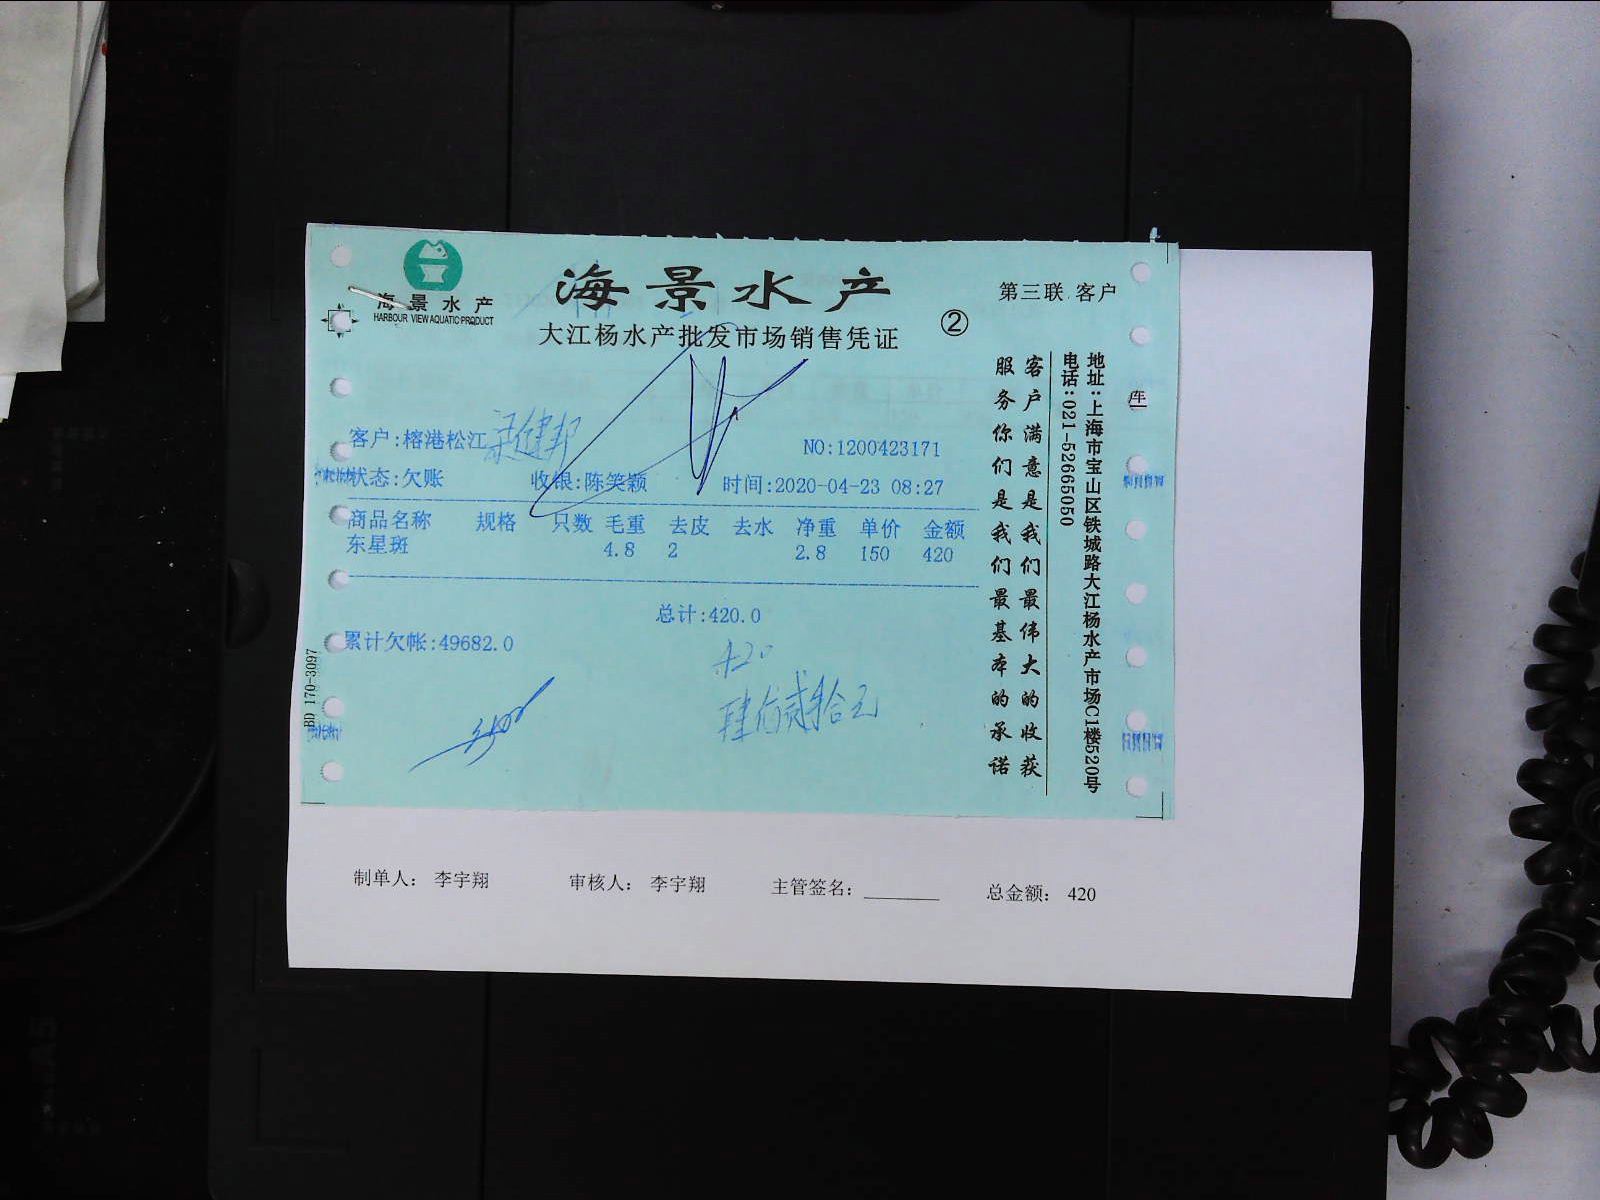 海景水产
HARBOUR VIEW AQUATIC PRODUCT
海景水产
大江杨水产批发市场销售凭证
②
第三联 客户
客户:榕港松江
NO:1200423171
状态:欠账 收银:陈笑颖 时间:2020-04-23 08:27
商品名称 规格 只数 毛重 去皮 去水 净重 单价 金额
东星斑 4.8 2 2.8 150 420
总计:420.0
累计欠帐:49682.0
420
肆佰贰拾元
客户满意是我们最伟大的收获
服务你们是我们最基本的承诺
地址:上海市宝山区铁城路大江杨水产市场C1楼520号
电话:021-52665050
BD 170-3097
制单人: 李宇翔 审核人: 李宇翔 主管签名: 总金额: 420